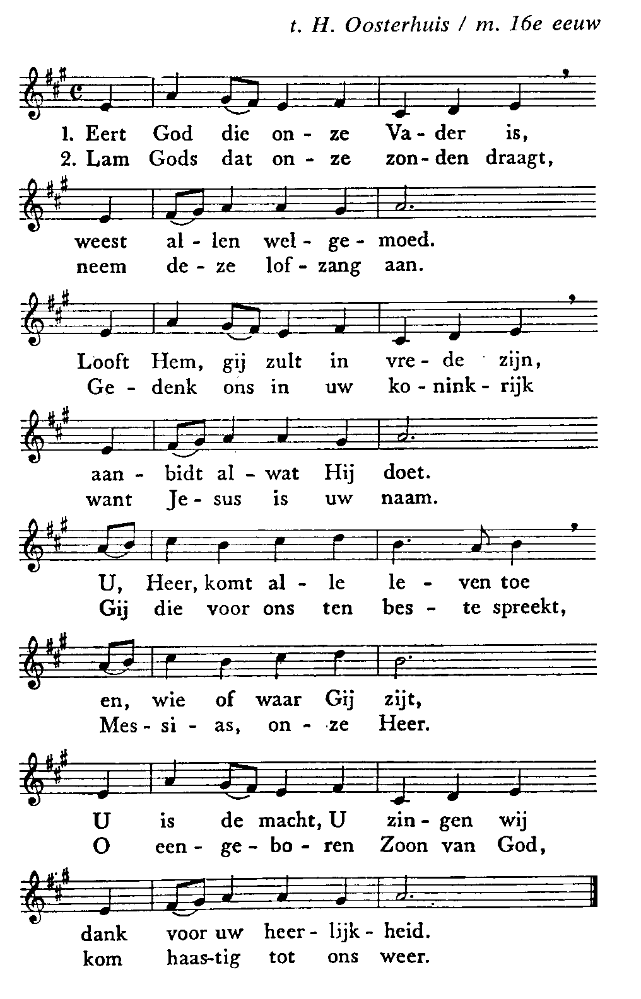 t. H. Oosterhuis / m. 16e eeuw
1. Eert God die on - ze Va - der is,
2. Lam Gods dat on - ze zon - den draagt,
weest al - len wel - ge - moed.
neem de - ze lof - zang aan.
Looft Hem, gij zult in vre - de zijn,
Ge - denk ons in uw ko - nink - rijk
aan - bidt al - wat Hij doet.
want Je - sus is uw naam.
U, Heer, komt al - le le - ven toe
Gij die voor ons ten bes - te spreekt,
en, wie of waar Gij zijt,
Mes - si - as, on - ze Heer.
U is de macht, U zin - gen wij
O een - ge - bo - ren Zoon van God,
dank voor uw heer - lijk - heid.
kom haas-tig tot ons weer.